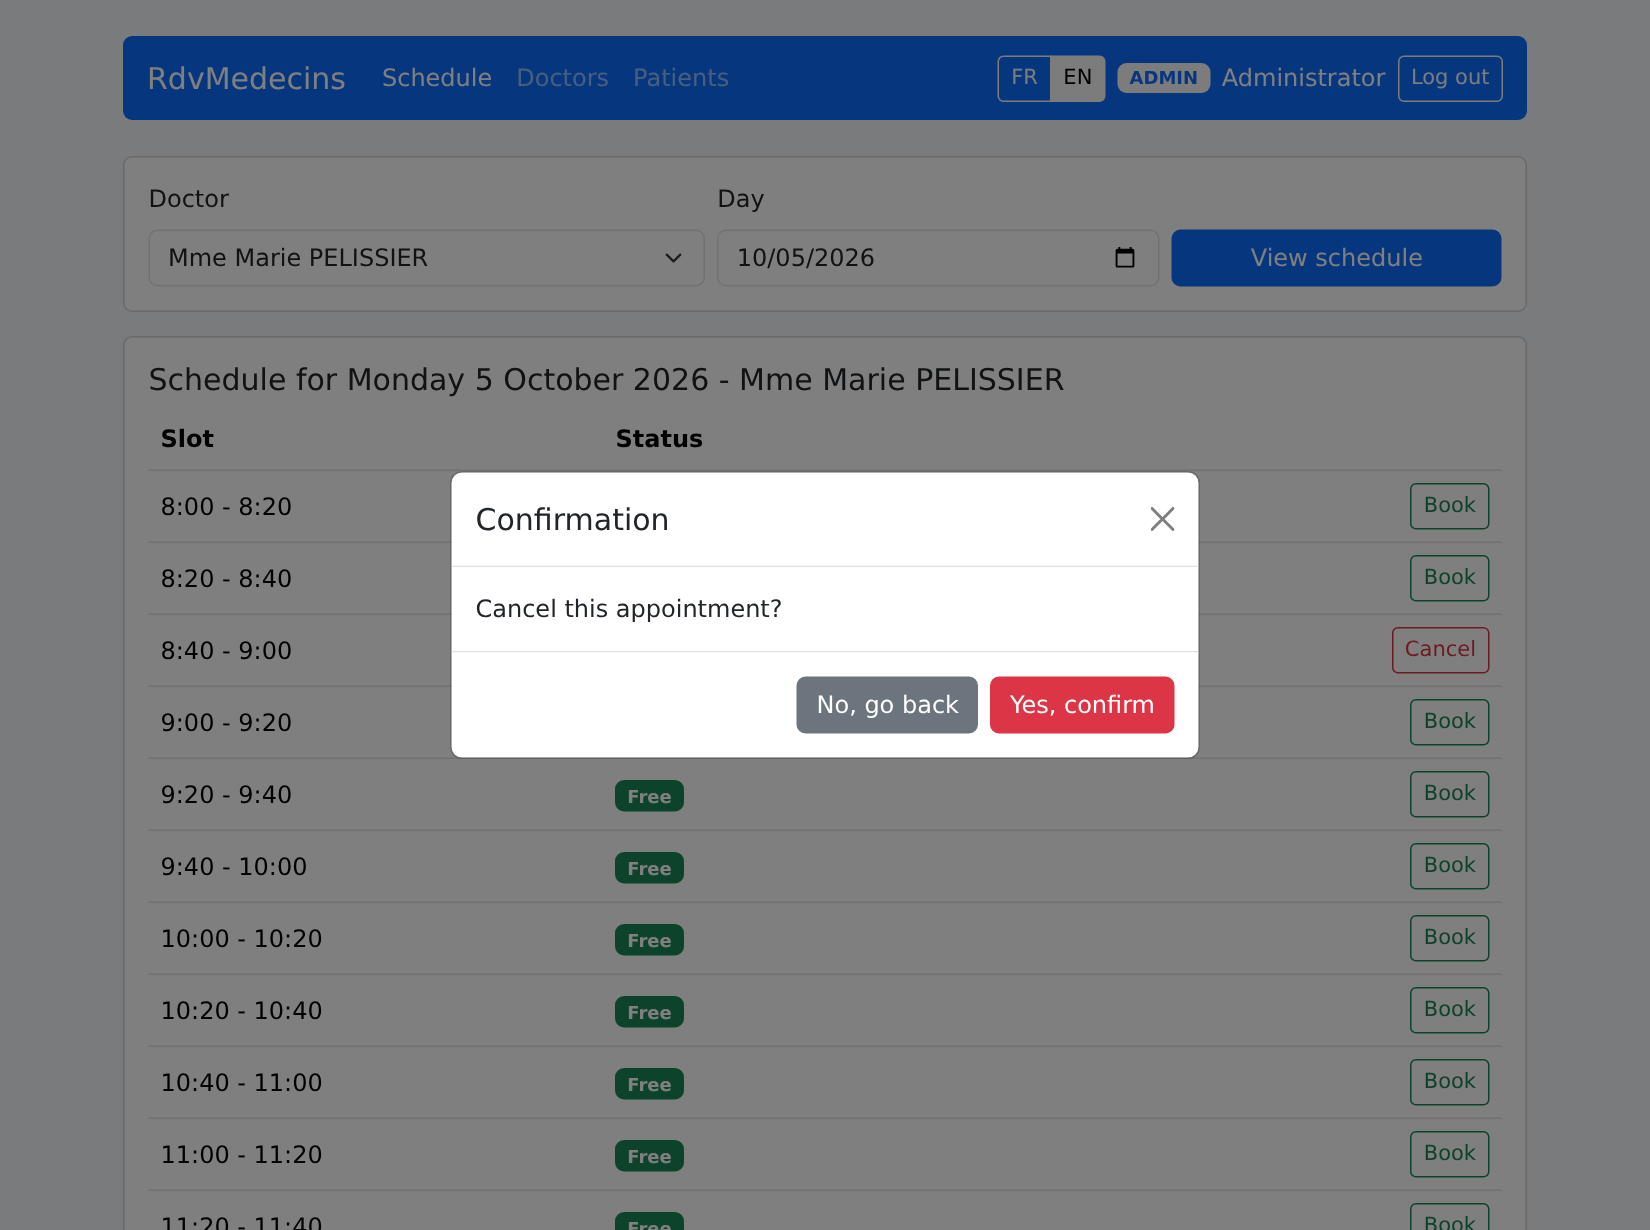 RdvMedecins Schedule Doctors Patients FR EN ADMIN Administrator Log out
Doctor Day
Mme Marie PELISSIER 10/05/2026 View schedule
Schedule for Monday 5 October 2026 - Mme Marie PELISSIER
Slot Status
8:00 - 8:20 Book
8:20 - 8:40 Book
8:40 - 9:00 Cancel
9:00 - 9:20 Book
Confirmation
Cancel this appointment?
No, go back Yes, confirm
9:20 - 9:40 Free Book
9:40 - 10:00 Free Book
10:00 - 10:20 Free Book
10:20 - 10:40 Free Book
10:40 - 11:00 Free Book
11:00 - 11:20 Free Book
11:20 - 11:40 Free Book